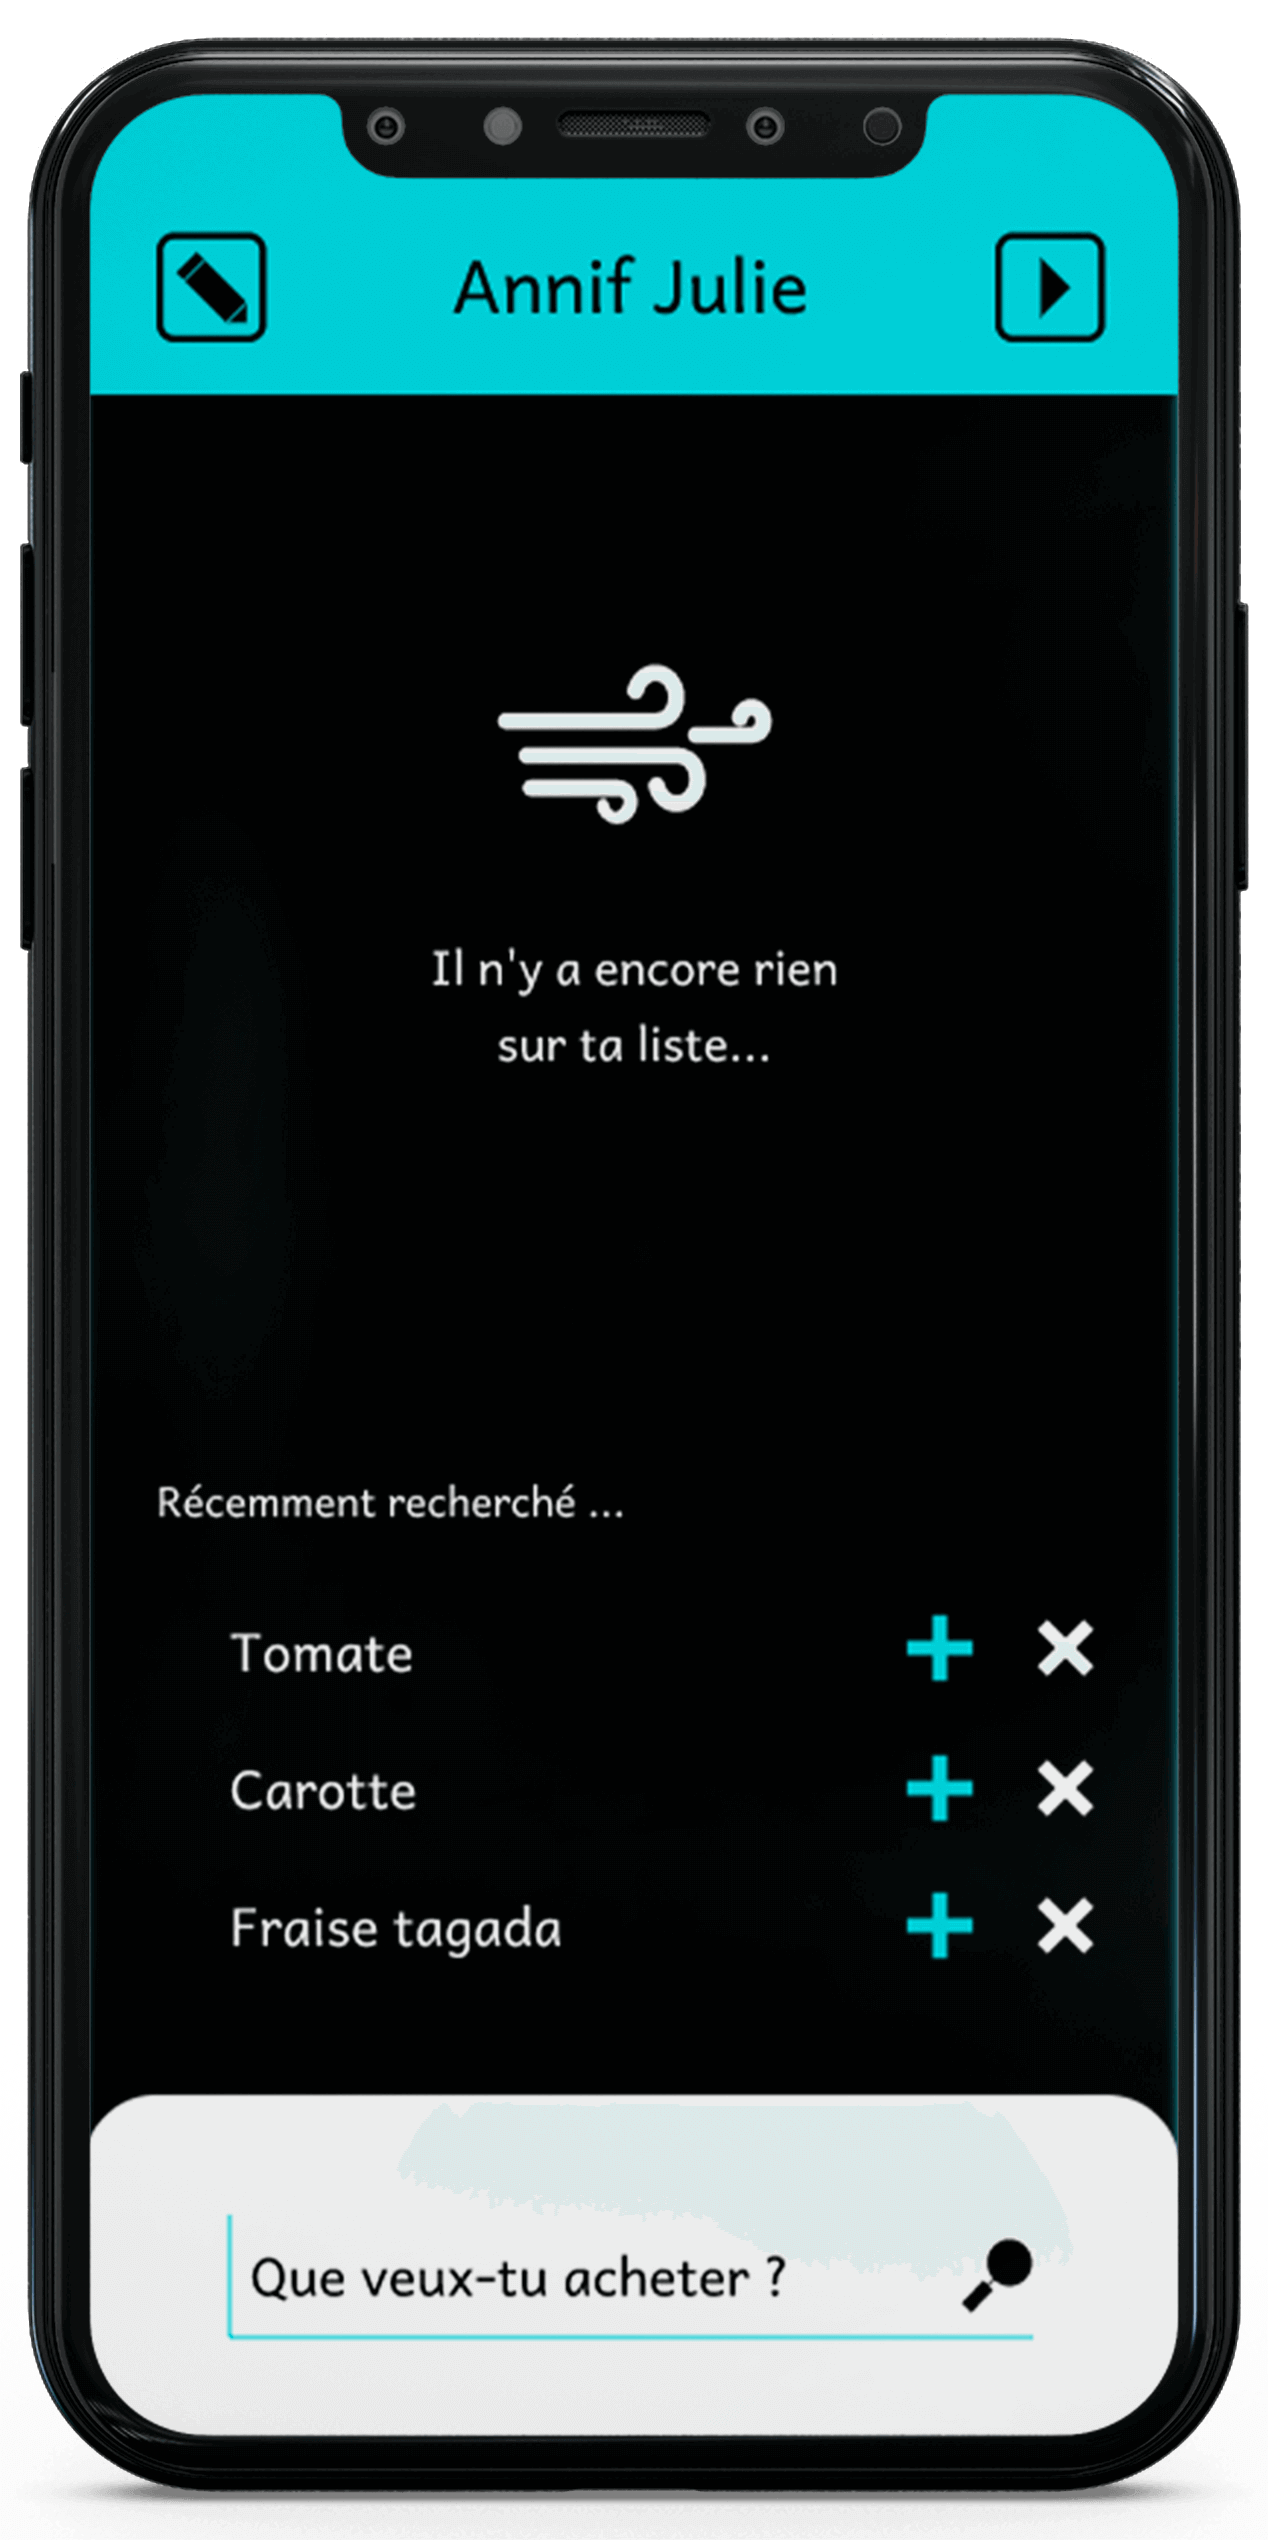 Annif Julie
Il n'y a encore rien
sur ta liste...
Récemment recherché ...
Tomate
Carotte
Fraise tagada
Que veux-tu acheter ?